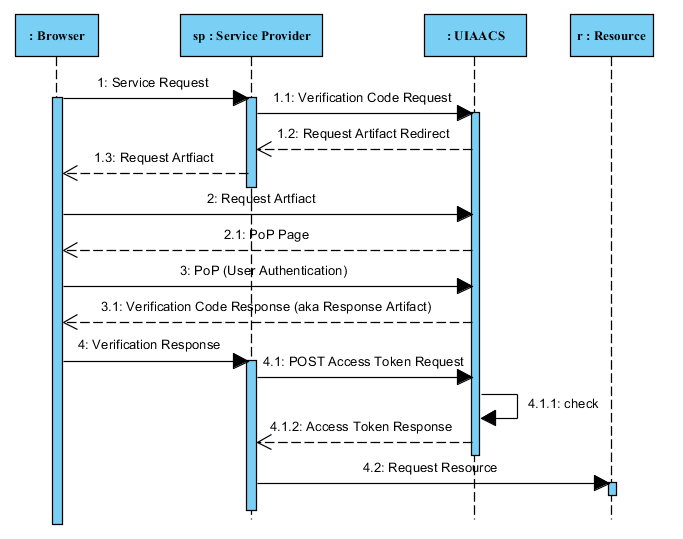 : Browser
sp : Service Provider
: UIAACS
r : Resource
1: Service Request
1.1: Verification Code Request
1.2: Request Artifact Redirect
1.3: Request Artfiact
2: Request Artfiact
2.1: PoP Page
3: PoP (User Authentication)
3.1: Verification Code Response (aka Response Artifact)
4: Verification Response
4.1: POST Access Token Request
4.1.1: check
4.1.2: Access Token Response
4.2: Request Resource